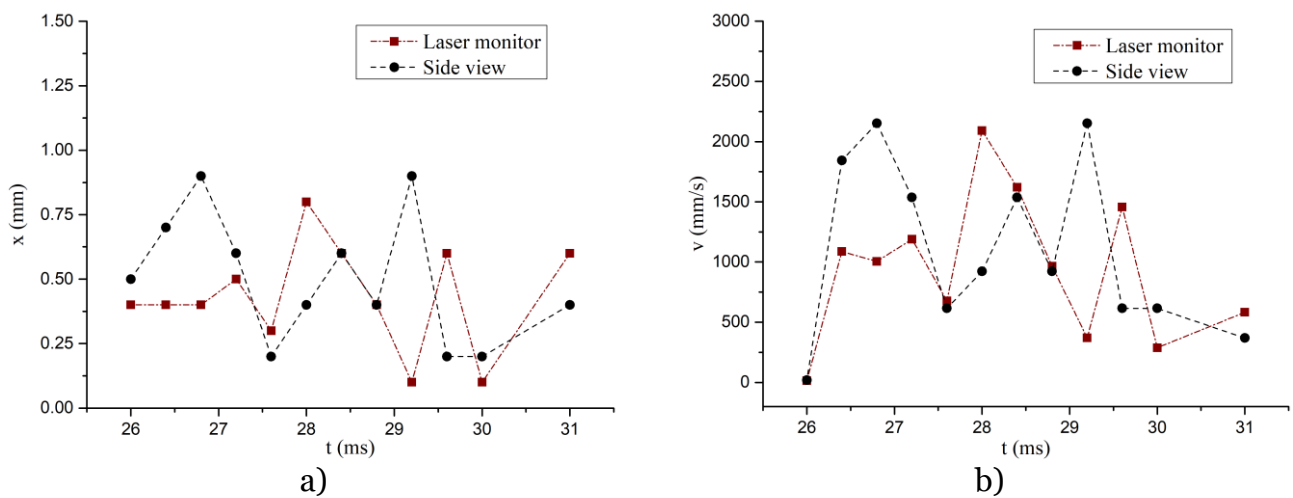 1.50
1.25
1.00
0.75
0.50
0.25
0.00
x (mm)
Laser monitor
Side view
26 27 28 29 30 31
t (ms)
a)
3000
2500
2000
1500
1000
500
0
v (mm/s)
Laser monitor
Side view
26 27 28 29 30 31
t (ms)
b)